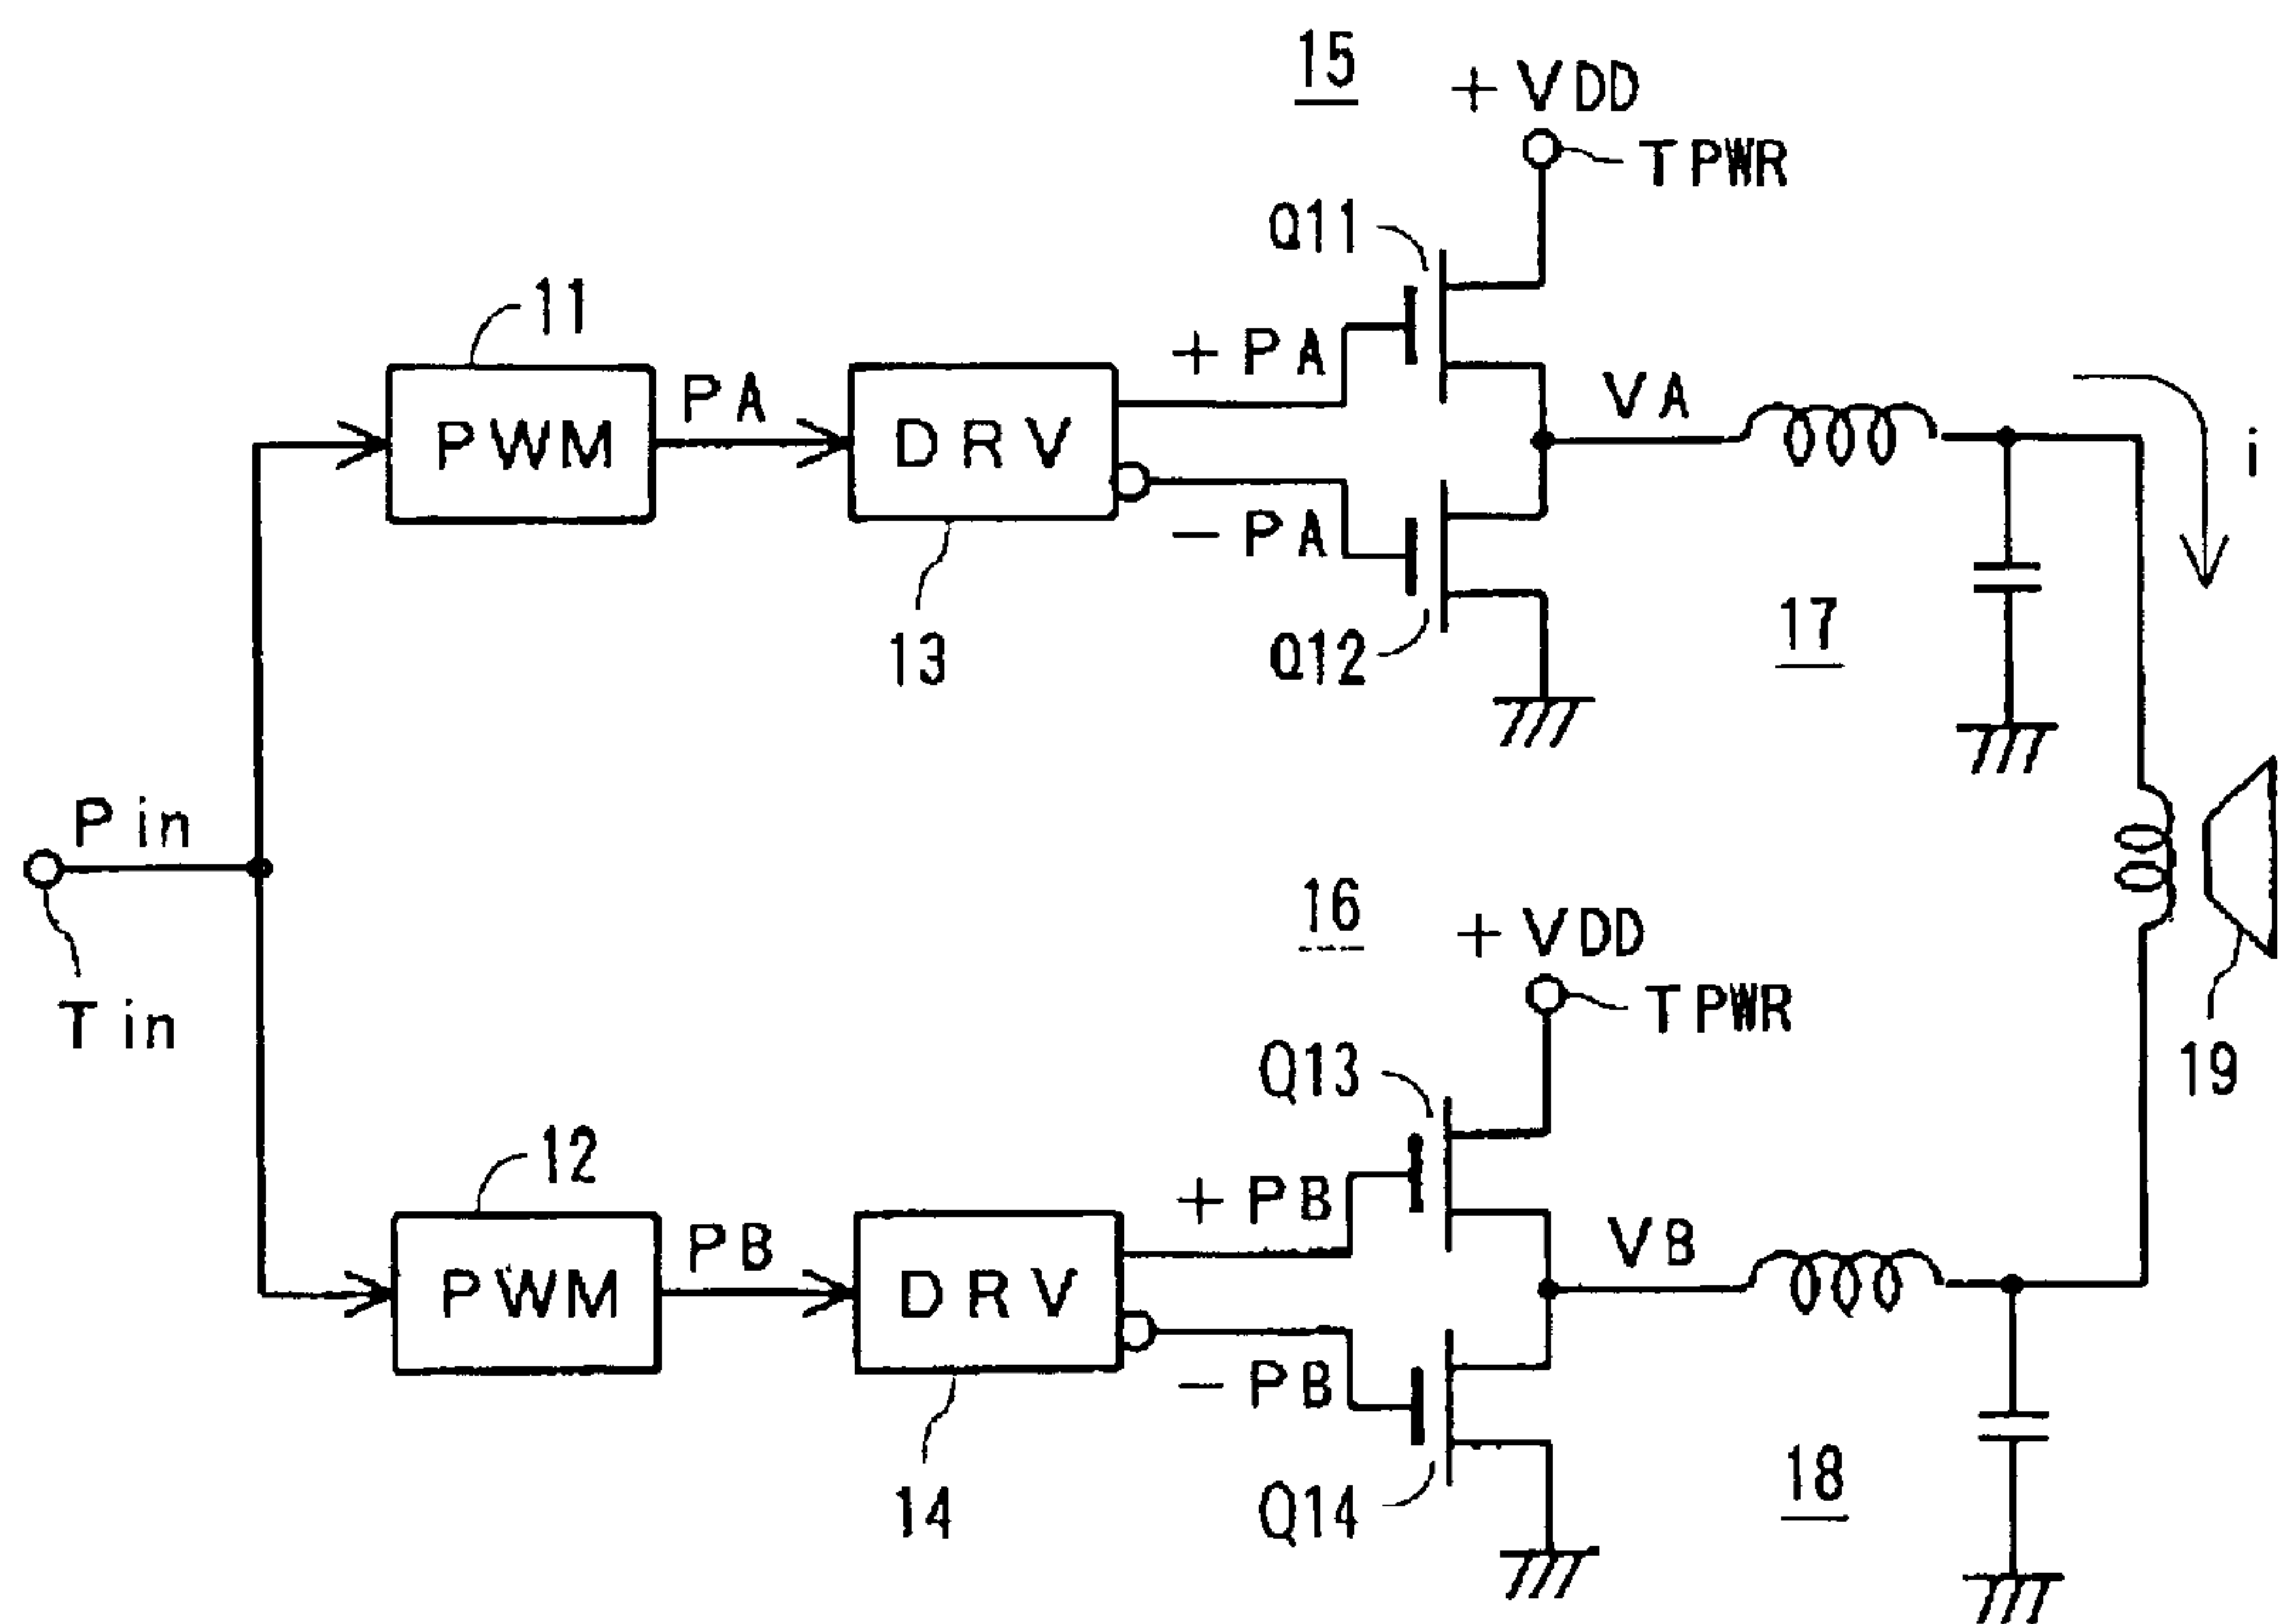 15
+VDD
TPWR
Q11
11
+PA
PA
VA
i
PWM
DRV
-PA
13
Q12
17
Pin
Tin
16
+VDD
TPWR
Q13
19
12
+PB
PB
VB
PWM
DRV
-PB
14
Q14
18